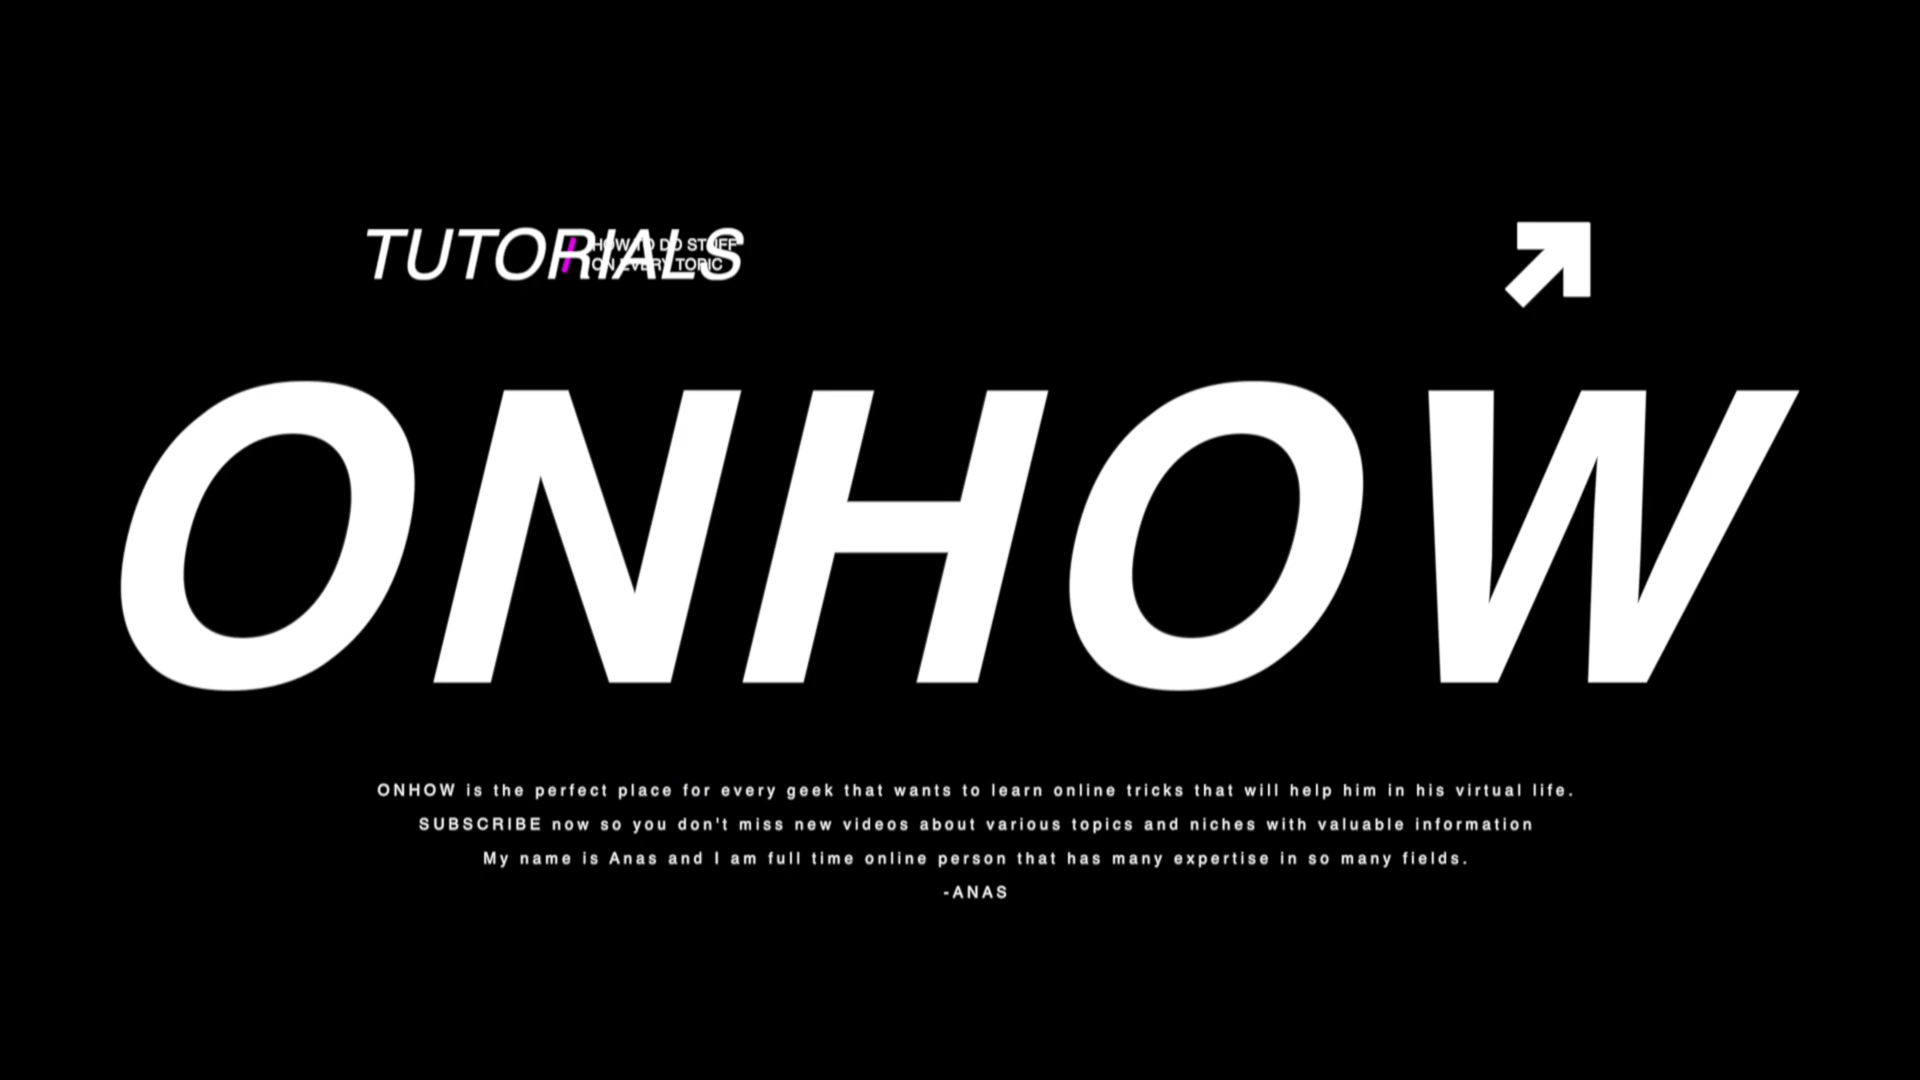 TUTORIALS
HOW TO DO STUFF
ON EVERY TOPIC
ONHOW
ONHOW is the perfect place for every geek that wants to learn online tricks that will help him in his virtual life.
SUBSCRIBE now so you don't miss new videos about various topics and niches with valuable information
My name is Anas and I am full time online person that has many expertise in so many fields.
-ANAS